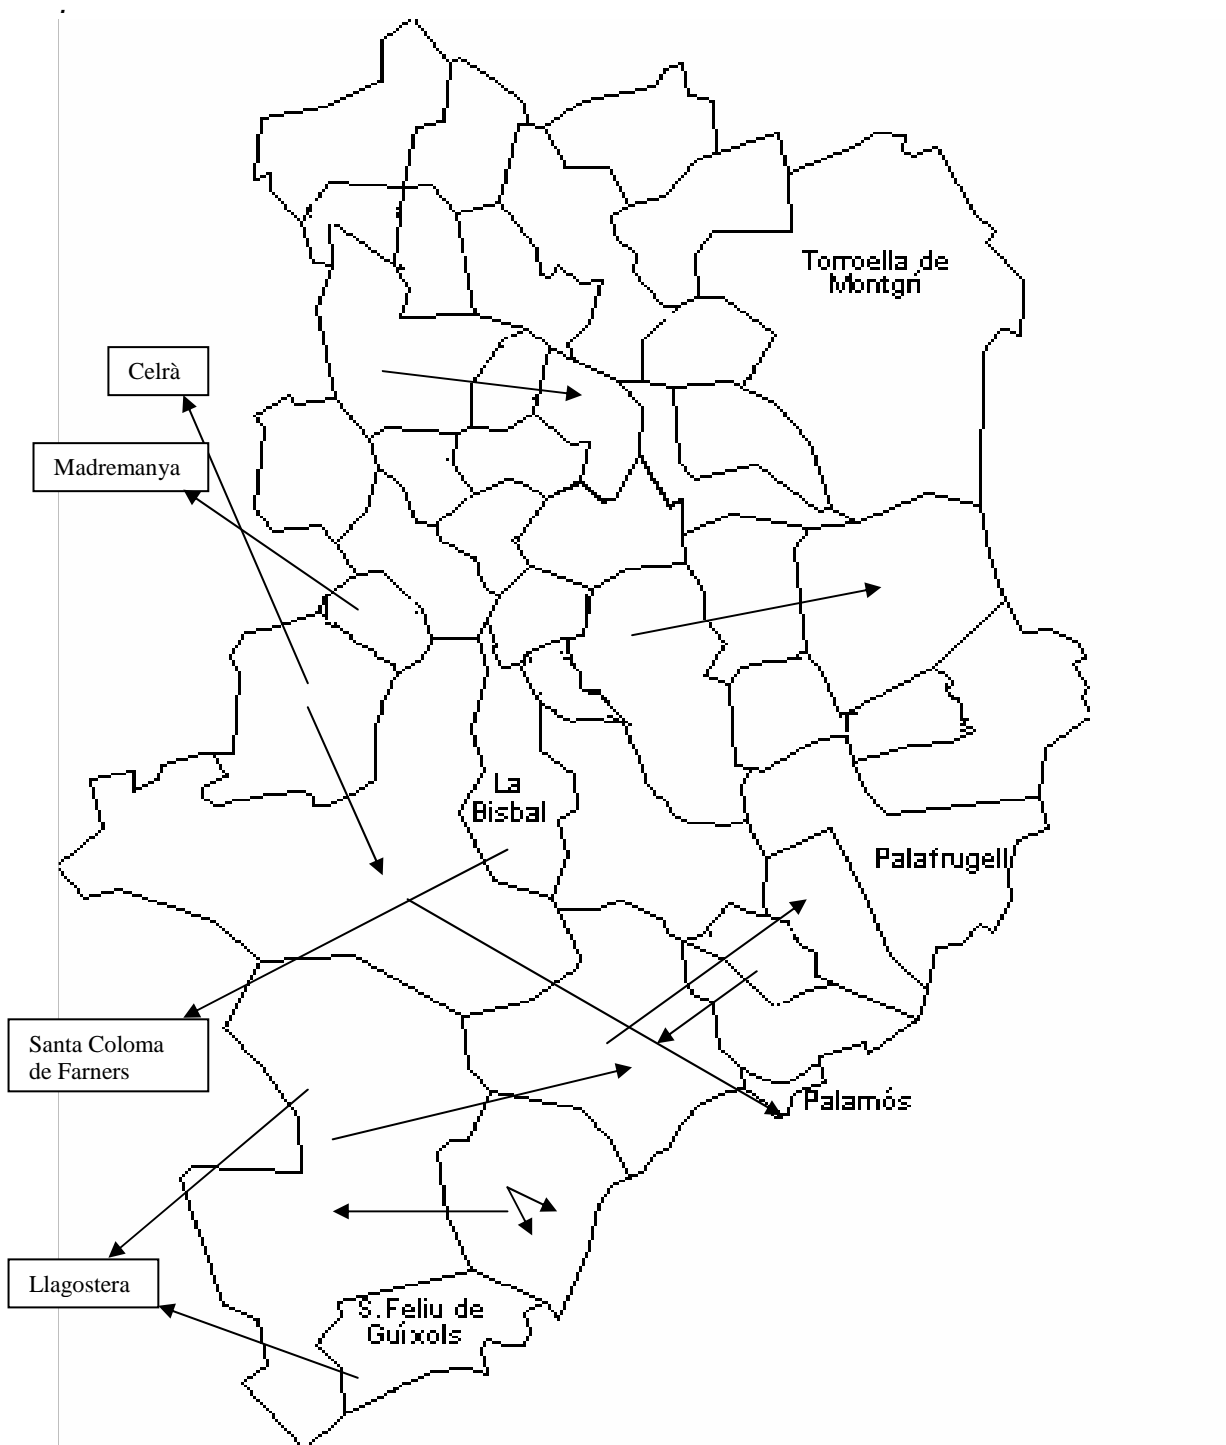 Torroella de
Montgrí
Celrà
Madremanya
La
Bisbal
Palafrugell
Santa Coloma
de Farners
Palamós
Llagostera
S. Feliu de
Guíxols